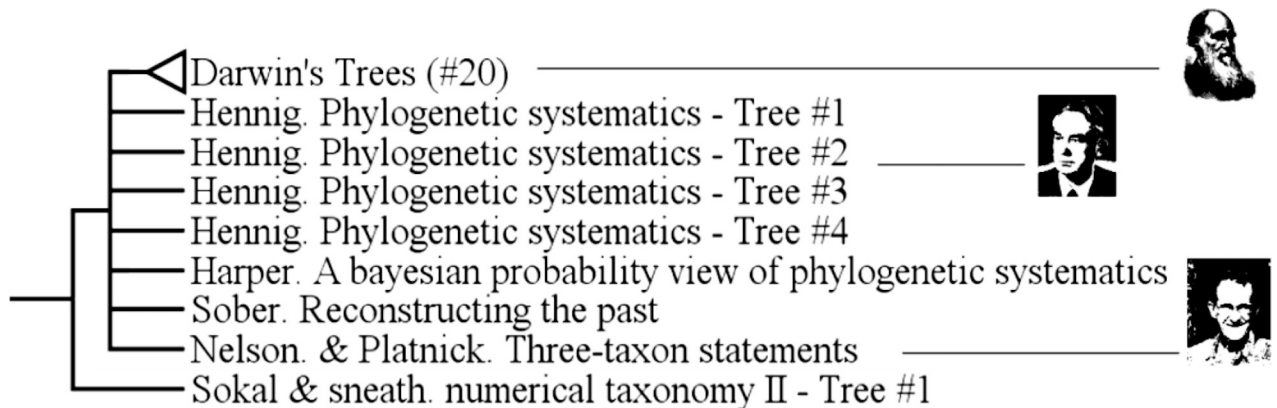 Darwin's Trees (#20)
Hennig. Phylogenetic systematics - Tree #1
Hennig. Phylogenetic systematics - Tree #2
Hennig. Phylogenetic systematics - Tree #3
Hennig. Phylogenetic systematics - Tree #4
Harper. A bayesian probability view of phylogenetic systematics
Sober. Reconstructing the past
Nelson. & Platnick. Three-taxon statements
Sokal & sneath. numerical taxonomy II - Tree #1